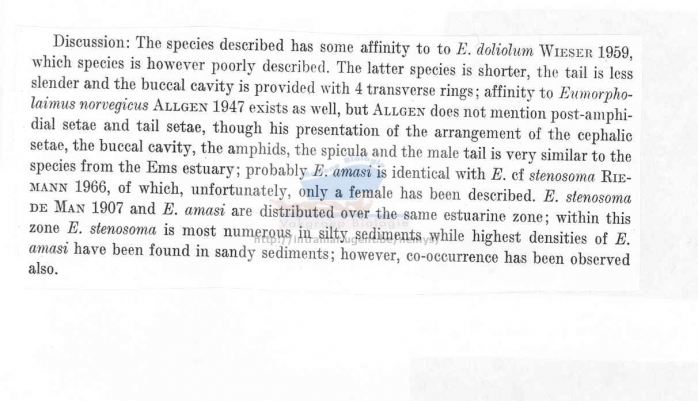 Discussion: The species described has some affinity to to E. doliolum WIESER 1959,
which species is however poorly described. The latter species is shorter, the tail is less
slender and the buccal cavity is provided with 4 transverse rings; affinity to Eumorpho-
laimus norvegicus ALLGEN 1947 exists as well, but ALLGEN does not mention post-amphi-
dial setae and tail setae, though his presentation of the arrangement of the cephalic
setae, the buccal cavity, the amphids, the spicula and the male tail is very similar to the
species from the Ems estuary; probably E. amasi is identical with E. cf stenosoma RIE-
MANN 1966, of which, unfortunately, only a female has been described. E. stenosoma
DE MAN 1907 and E. amasi are distributed over the same estuarine zone; within this
zone E. stenosoma is most numerous in silty sediments while highest densities of E.
amasi have been found in sandy sediments; however, co-occurrence has been observed
also.